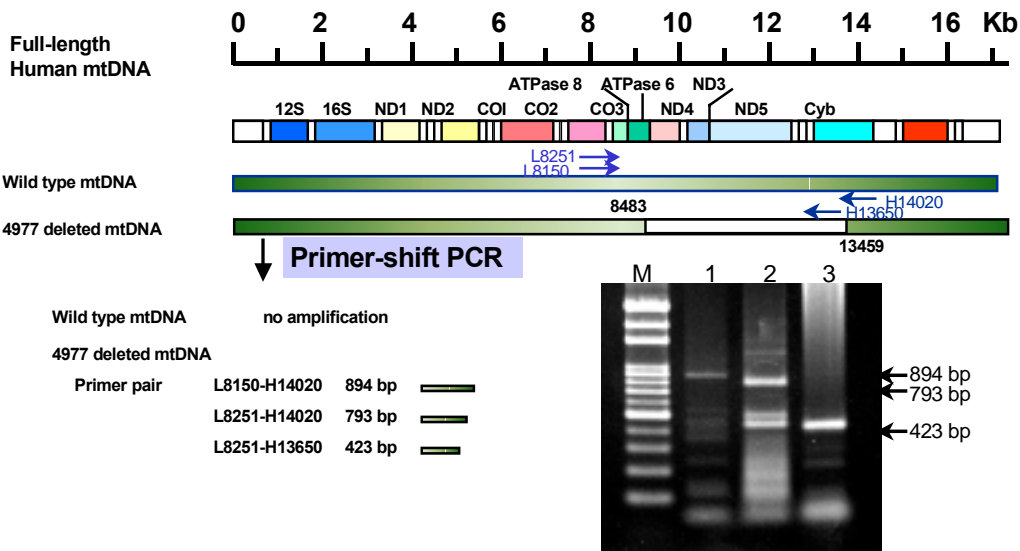 0 2 4 6 8 10 12 14 16 Kb
Full-length
Human mtDNA
ATPase 8 ATPase 6 ND3
12S 16S ND1 ND2 COI CO2 CO3 ND4 ND5 Cyb
L8251
L8150
Wild type mtDNA
H14020
8483
H13650
4977 deleted mtDNA
13459
Primer-shift PCR
M 1 2 3
Wild type mtDNA no amplification
4977 deleted mtDNA
Primer pair L8150-H14020 894 bp
L8251-H14020 793 bp
L8251-H13650 423 bp
894 bp
793 bp
423 bp